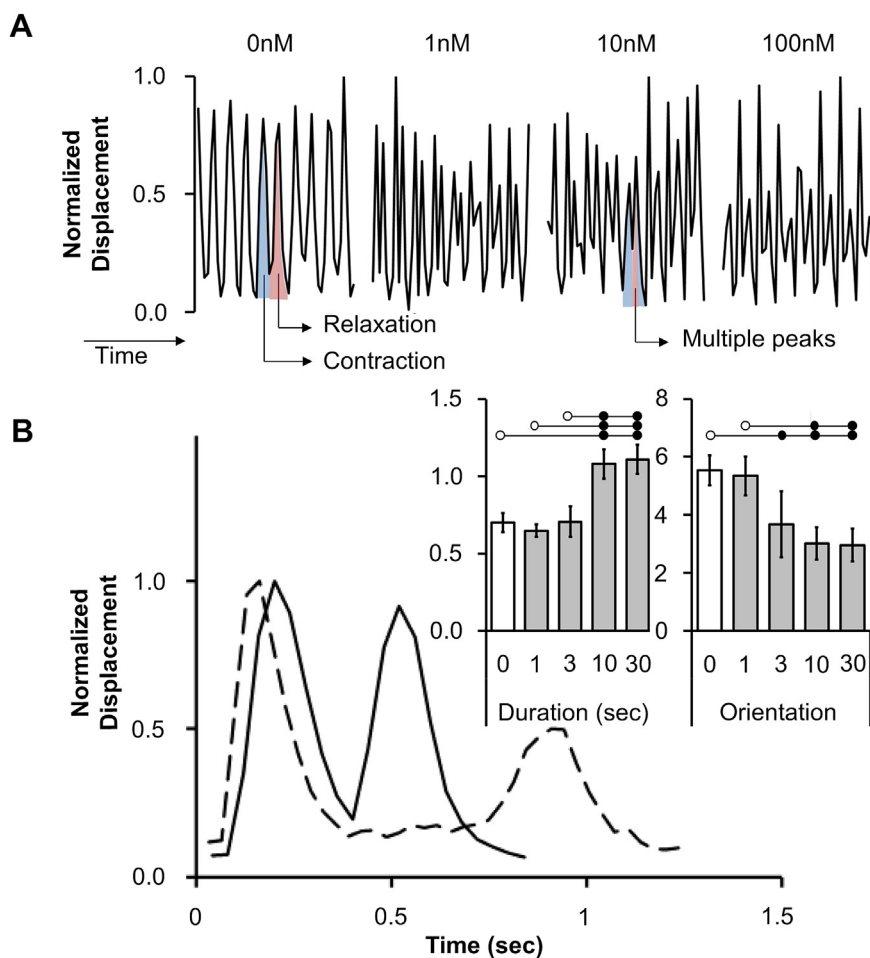 A
0nM 1nM 10nM 100nM
Normalized
Displacement
1.0
0.5
0.0
Time
Relaxation
Contraction
Multiple peaks
B
Normalized
Displacement
1.0
0.5
0.0
0 0.5 1 1.5
Time (sec)
1.5
1.0
0.5
0.0
0 1 3 10 30
Duration (sec)
8
6
4
2
0
0 1 3 10 30
Orientation